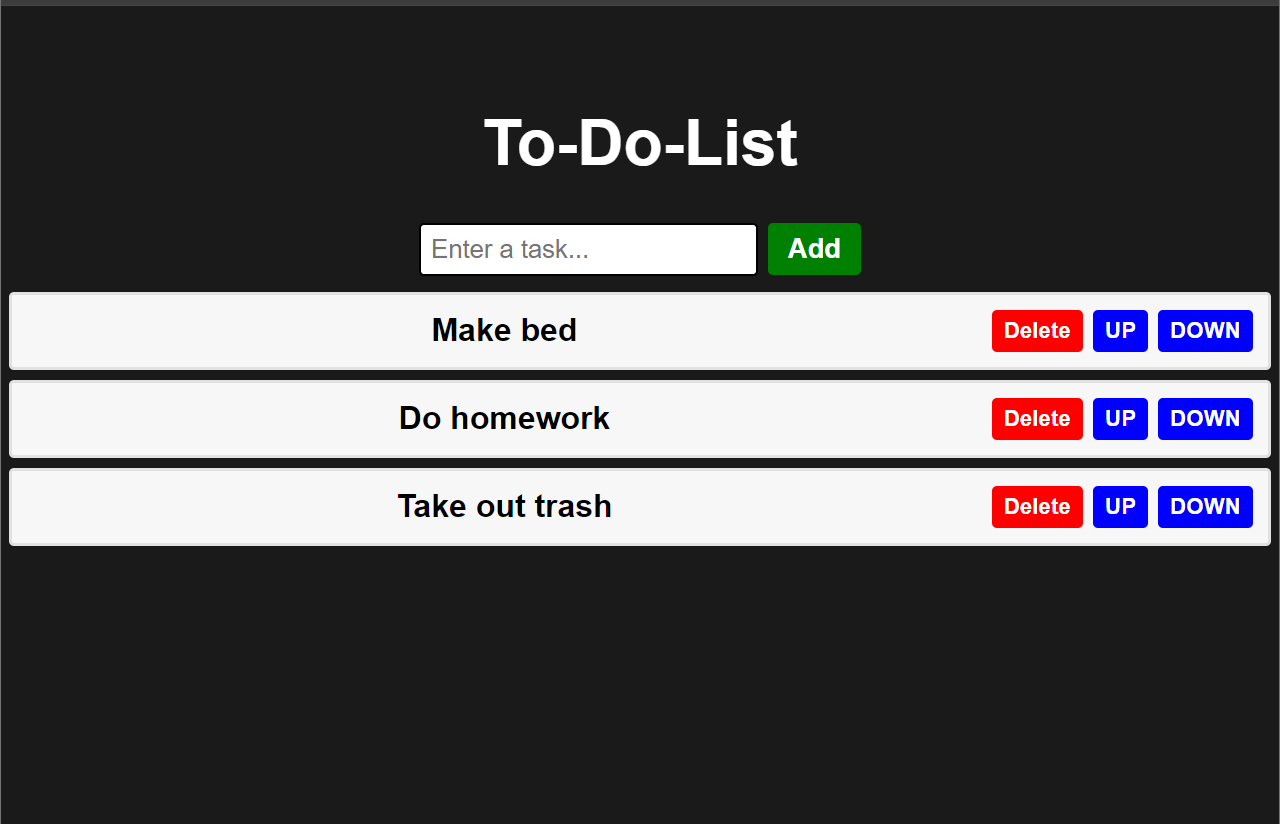 To-Do-List
Enter a task... Add
Make bed Delete UP DOWN
Do homework Delete UP DOWN
Take out trash Delete UP DOWN